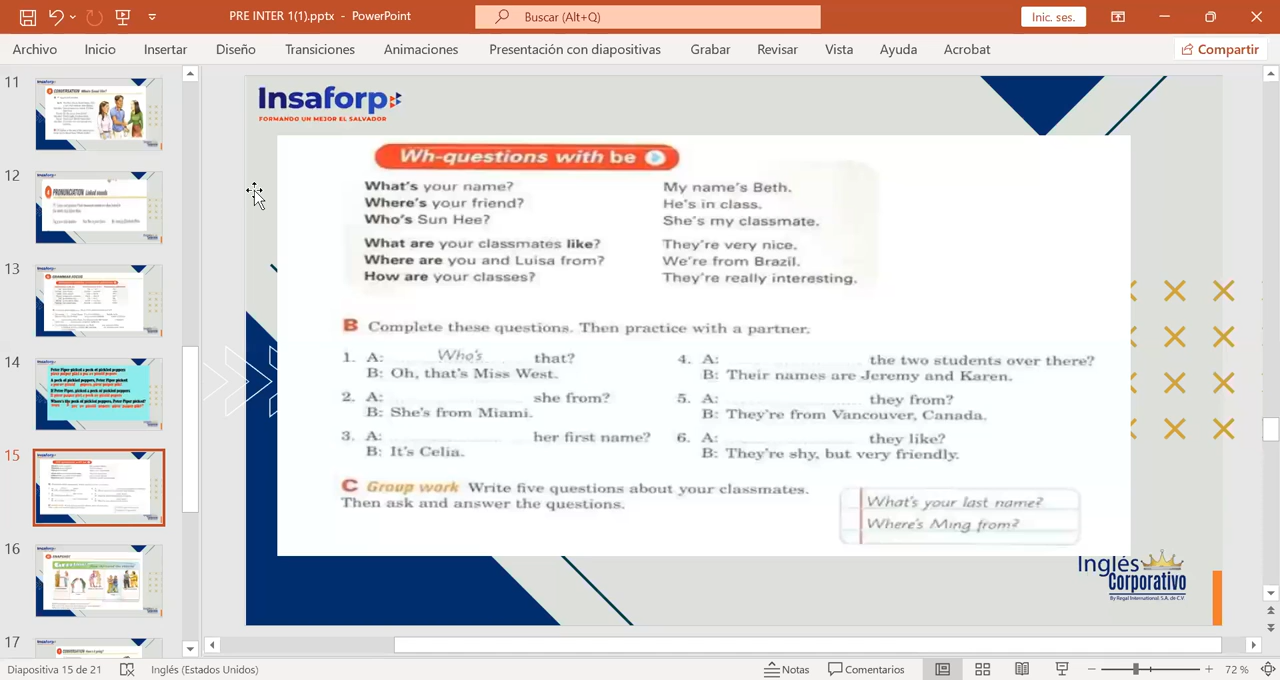 PRE INTER 1(1).pptx - PowerPoint
Buscar (Alt+Q)
Inic. ses.
Archivo Inicio Insertar Diseño Transiciones Animaciones Presentación con diapositivas Grabar Revisar Vista Ayuda Acrobat Compartir
11
12
13
14
15
16
17
Insaforp
FORMANDO UN MEJOR EL SALVADOR
Wh-questions with be
What's your name? My name's Beth.
Where's your friend? He's in class.
Who's Sun Hee? She's my classmate.
What are your classmates like? They're very nice.
Where are you and Luisa from? We're from Brazil.
How are your classes? They're really interesting.
B Complete these questions. Then practice with a partner.
1. A: Who's that?
B: Oh, that's Miss West.
2. A: she from?
B: She's from Miami.
3. A: her first name?
B: It's Celia.
4. A: the two students over there?
B: Their names are Jeremy and Karen.
5. A: they from?
B: They're from Vancouver, Canada.
6. A: they like?
B: They're shy, but very friendly.
C Group work Write five questions about your classmates.
Then ask and answer the questions.
What's your last name?
Where's Ming from?
Inglés
Corporativo
By Regal International S.A. de C.V
Diapositiva 15 de 21 Inglés (Estados Unidos) Notas Comentarios 72 %